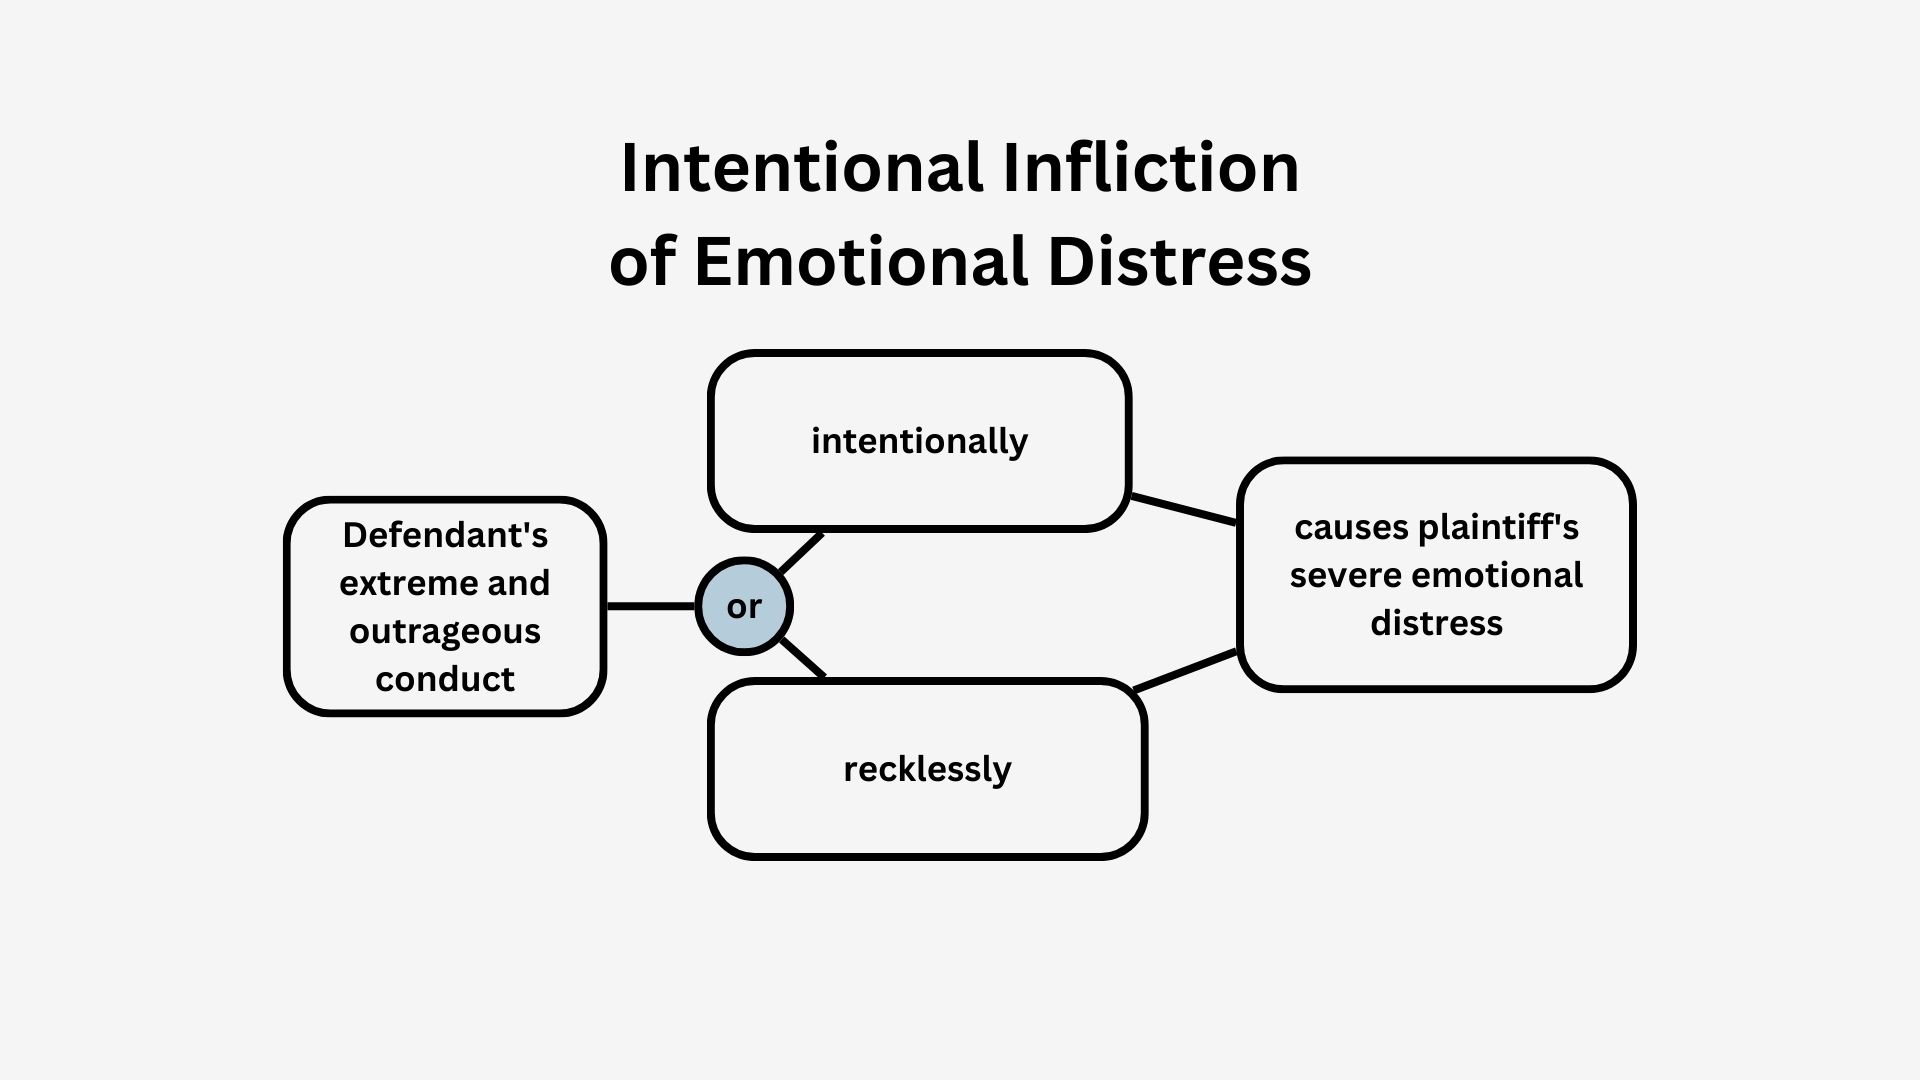 Intentional Infliction
of Emotional Distress
Defendant's
extreme and
outrageous
conduct
or
intentionally
recklessly
causes plaintiff's
severe emotional
distress